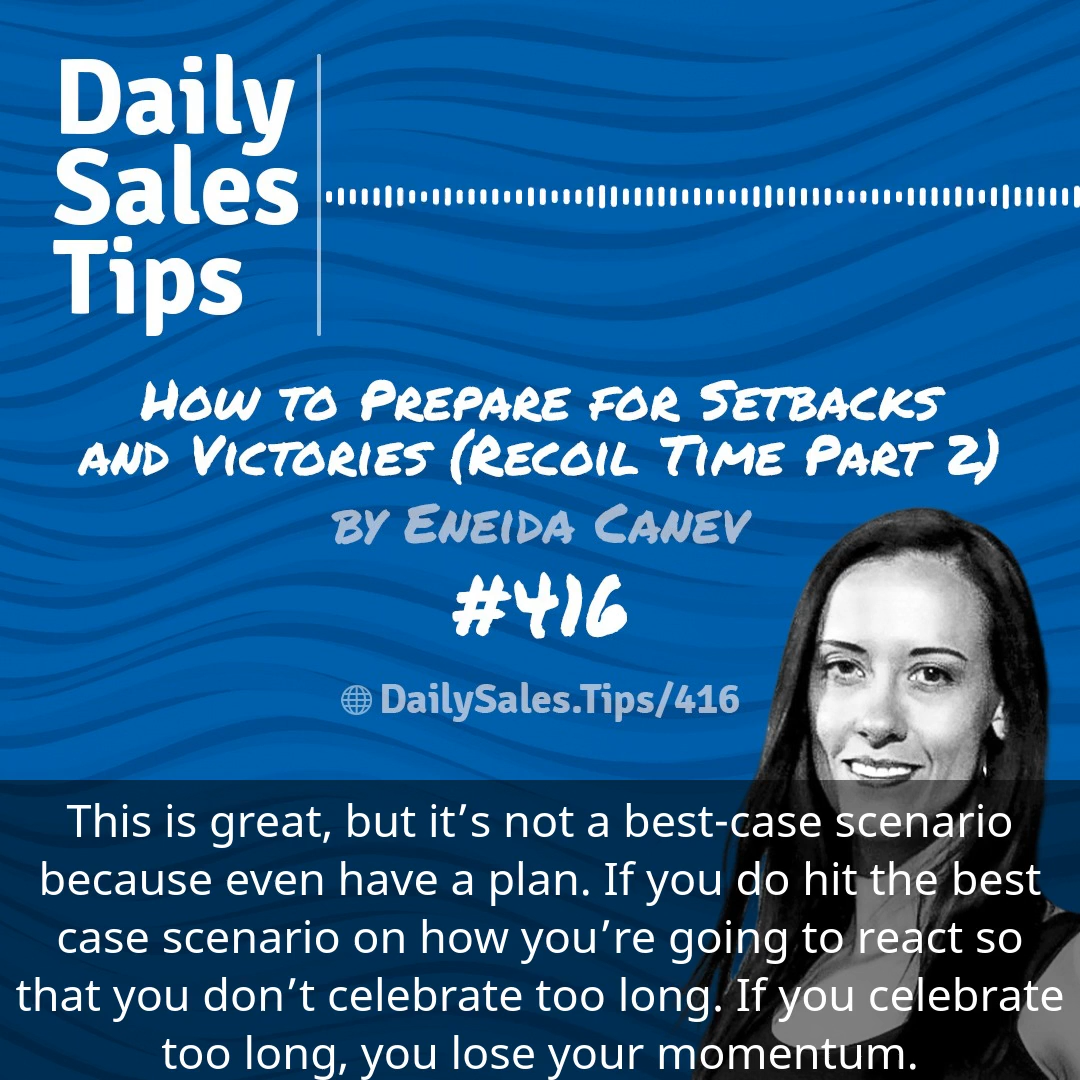 Daily
Sales
Tips
How to Prepare for Setbacks
and Victories (Recoil Time Part 2)
by Eneida Canev
#416
DailySales.Tips/416
This is great, but it’s not a best-case scenario
because even have a plan. If you do hit the best
case scenario on how you’re going to react so
that you don’t celebrate too long. If you celebrate
too long, you lose your momentum.